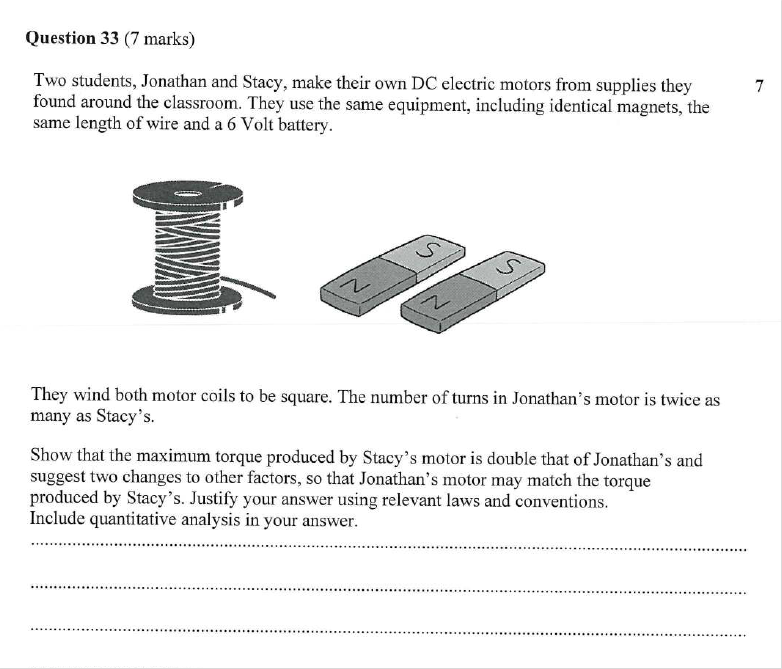 Question 33 (7 marks)
Two students, Jonathan and Stacy, make their own DC electric motors from supplies they 7
found around the classroom. They use the same equipment, including identical magnets, the
same length of wire and a 6 Volt battery.
S
S
N
N
They wind both motor coils to be square. The number of turns in Jonathan's motor is twice as
many as Stacy's.
Show that the maximum torque produced by Stacy's motor is double that of Jonathan's and
suggest two changes to other factors, so that Jonathan's motor may match the torque
produced by Stacy's. Justify your answer using relevant laws and conventions.
Include quantitative analysis in your answer.